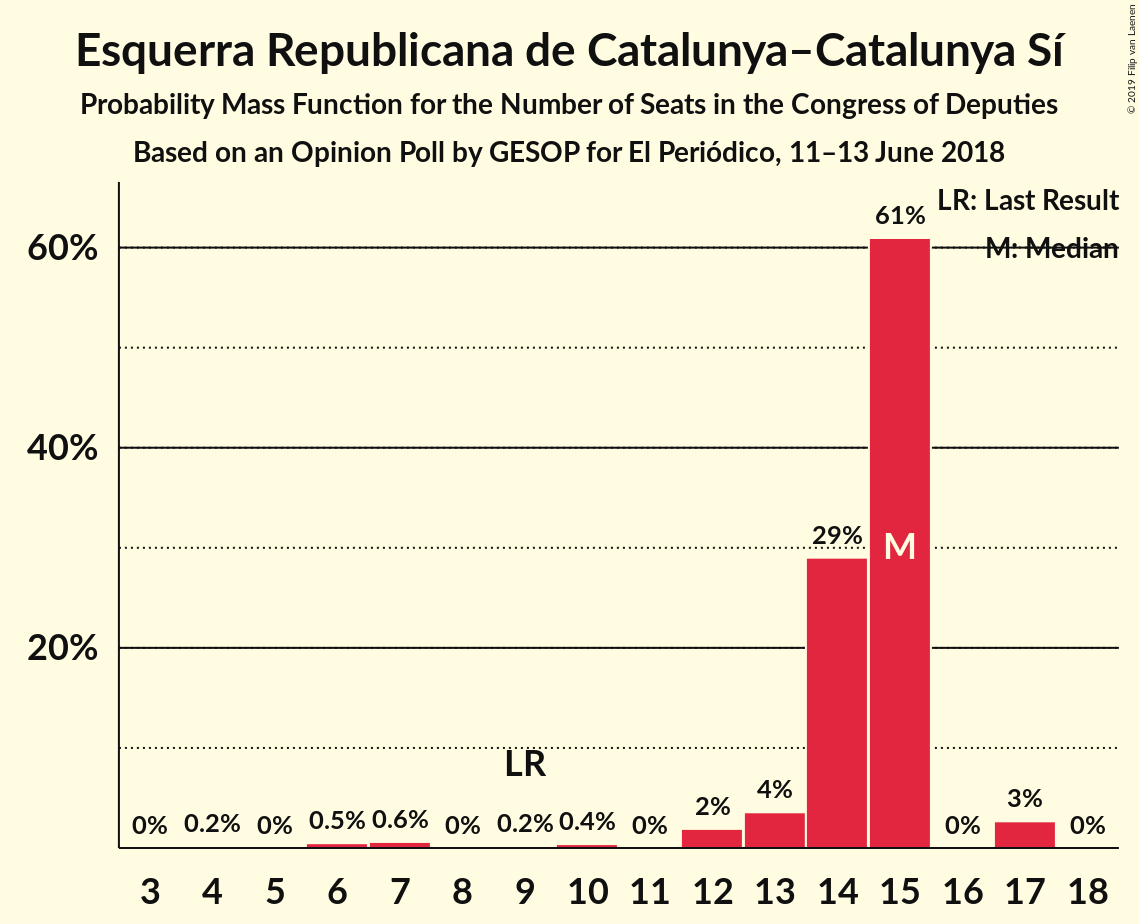 Esquerra Republicana de Catalunya–Catalunya Sí
Probability Mass Function for the Number of Seats in the Congress of Deputies
Based on an Opinion Poll by GESOP for El Periódico, 11–13 June 2018
© 2019 Filip van Laenen
LR: Last Result
M: Median
60%
40%
20%
0% 0.2% 0% 0.5% 0.6% 0% 0.2% 0.4% 0% 2% 4% 29% 61% 0% 3% 0%
LR
M
3 4 5 6 7 8 9 10 11 12 13 14 15 16 17 18